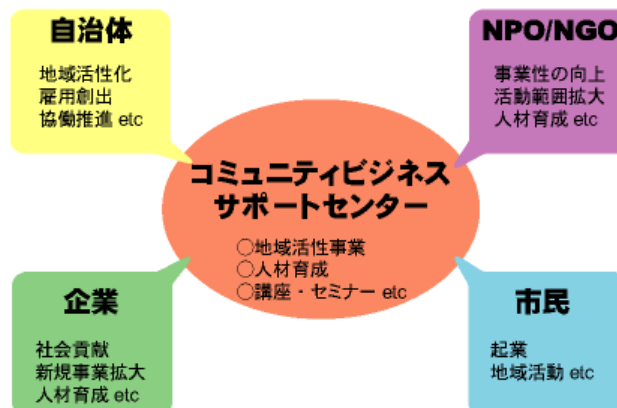 自治体
地域活性化
雇用創出
協働推進 etc
NPO/NGO
事業性の向上
活動範囲拡大
人材育成 etc
コミュニティビジネス
サポートセンター
○地域活性事業
○人材育成
○講座・セミナー etc
企業
社会貢献
新規事業拡大
人材育成 etc
市民
起業
地域活動 etc